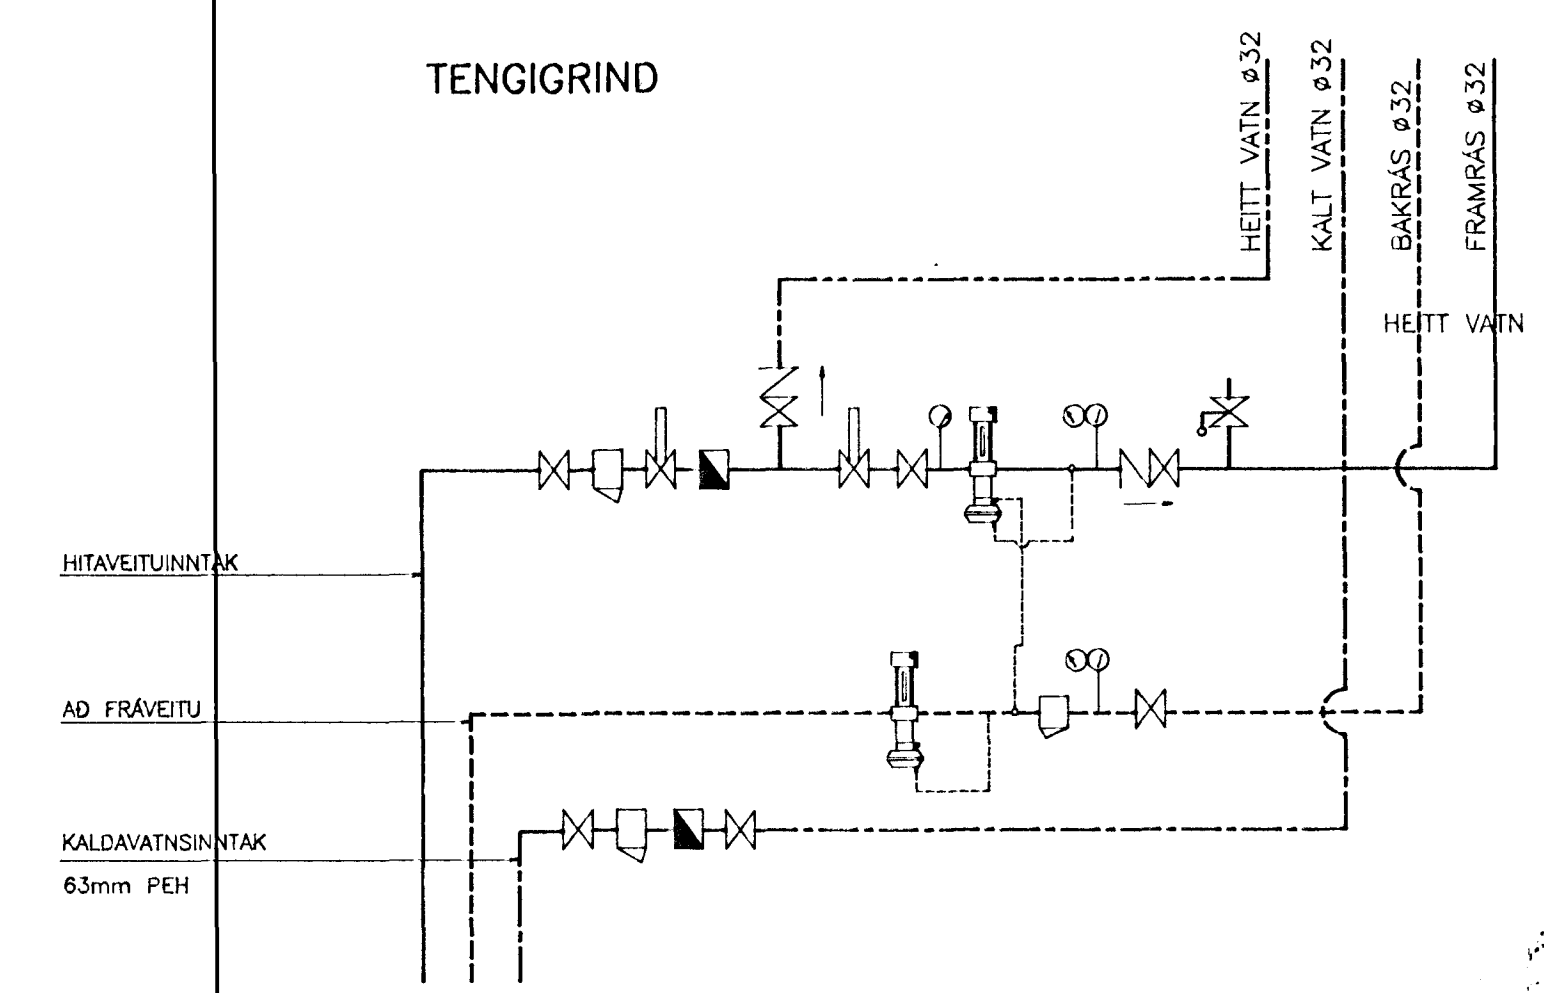 TENGIGRIND
HEITT VATN ø32
KALT VATN ø32
BAKRÁS ø32
FRAMRÁS ø32
HEITT VATN
HITAVEITUINNTAK
AÐ FRÁVEITU
KALDAVATNSINNTAK
63mm PEH